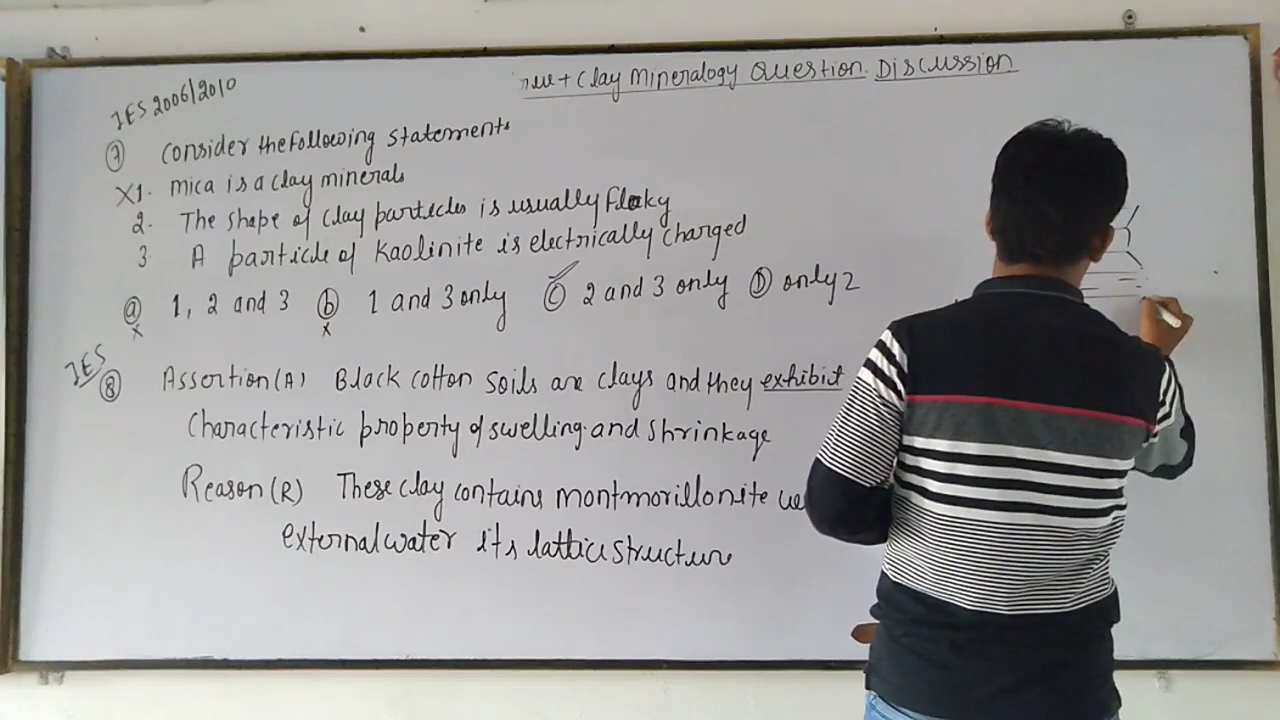 + Clay Mineralogy Question Discussion
IES 2006/2010
7 Consider the following statements
X 1. Mica is a clay minerals
2. The shape of clay particles is usually flaky
3 A particle of Kaolinite is electrically charged
a 1, 2 and 3 b 1 and 3 only c 2 and 3 only D only 2
x x
IES
8 Assertion (A) Black cotton soils are clays and they exhibit
Characteristic property of swelling and shrinkage
Reason (R) These clay contains montmorillonite
external water its lattice structure